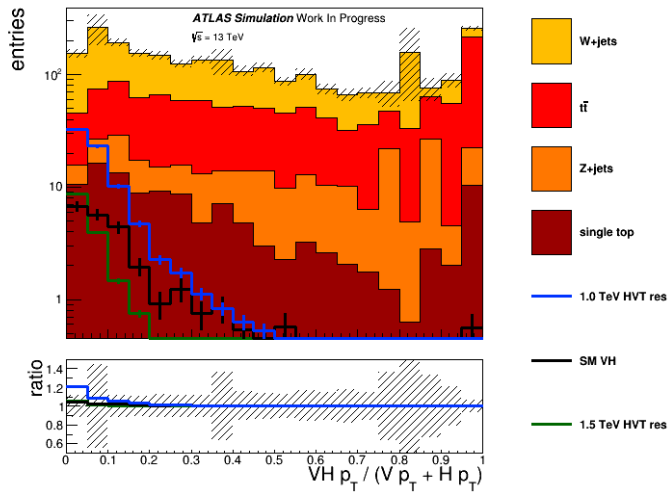 entries
ATLAS Simulation Work In Progress
√s = 13 TeV
10²
10
1
W+jets
tt̄
Z+jets
single top
1.0 TeV HVT res
SM VH
1.5 TeV HVT res
ratio
1.4
1.2
1
0.8
0.6
0 0.1 0.2 0.3 0.4 0.5 0.6 0.7 0.8 0.9 1
VH p_T / (V p_T + H p_T)